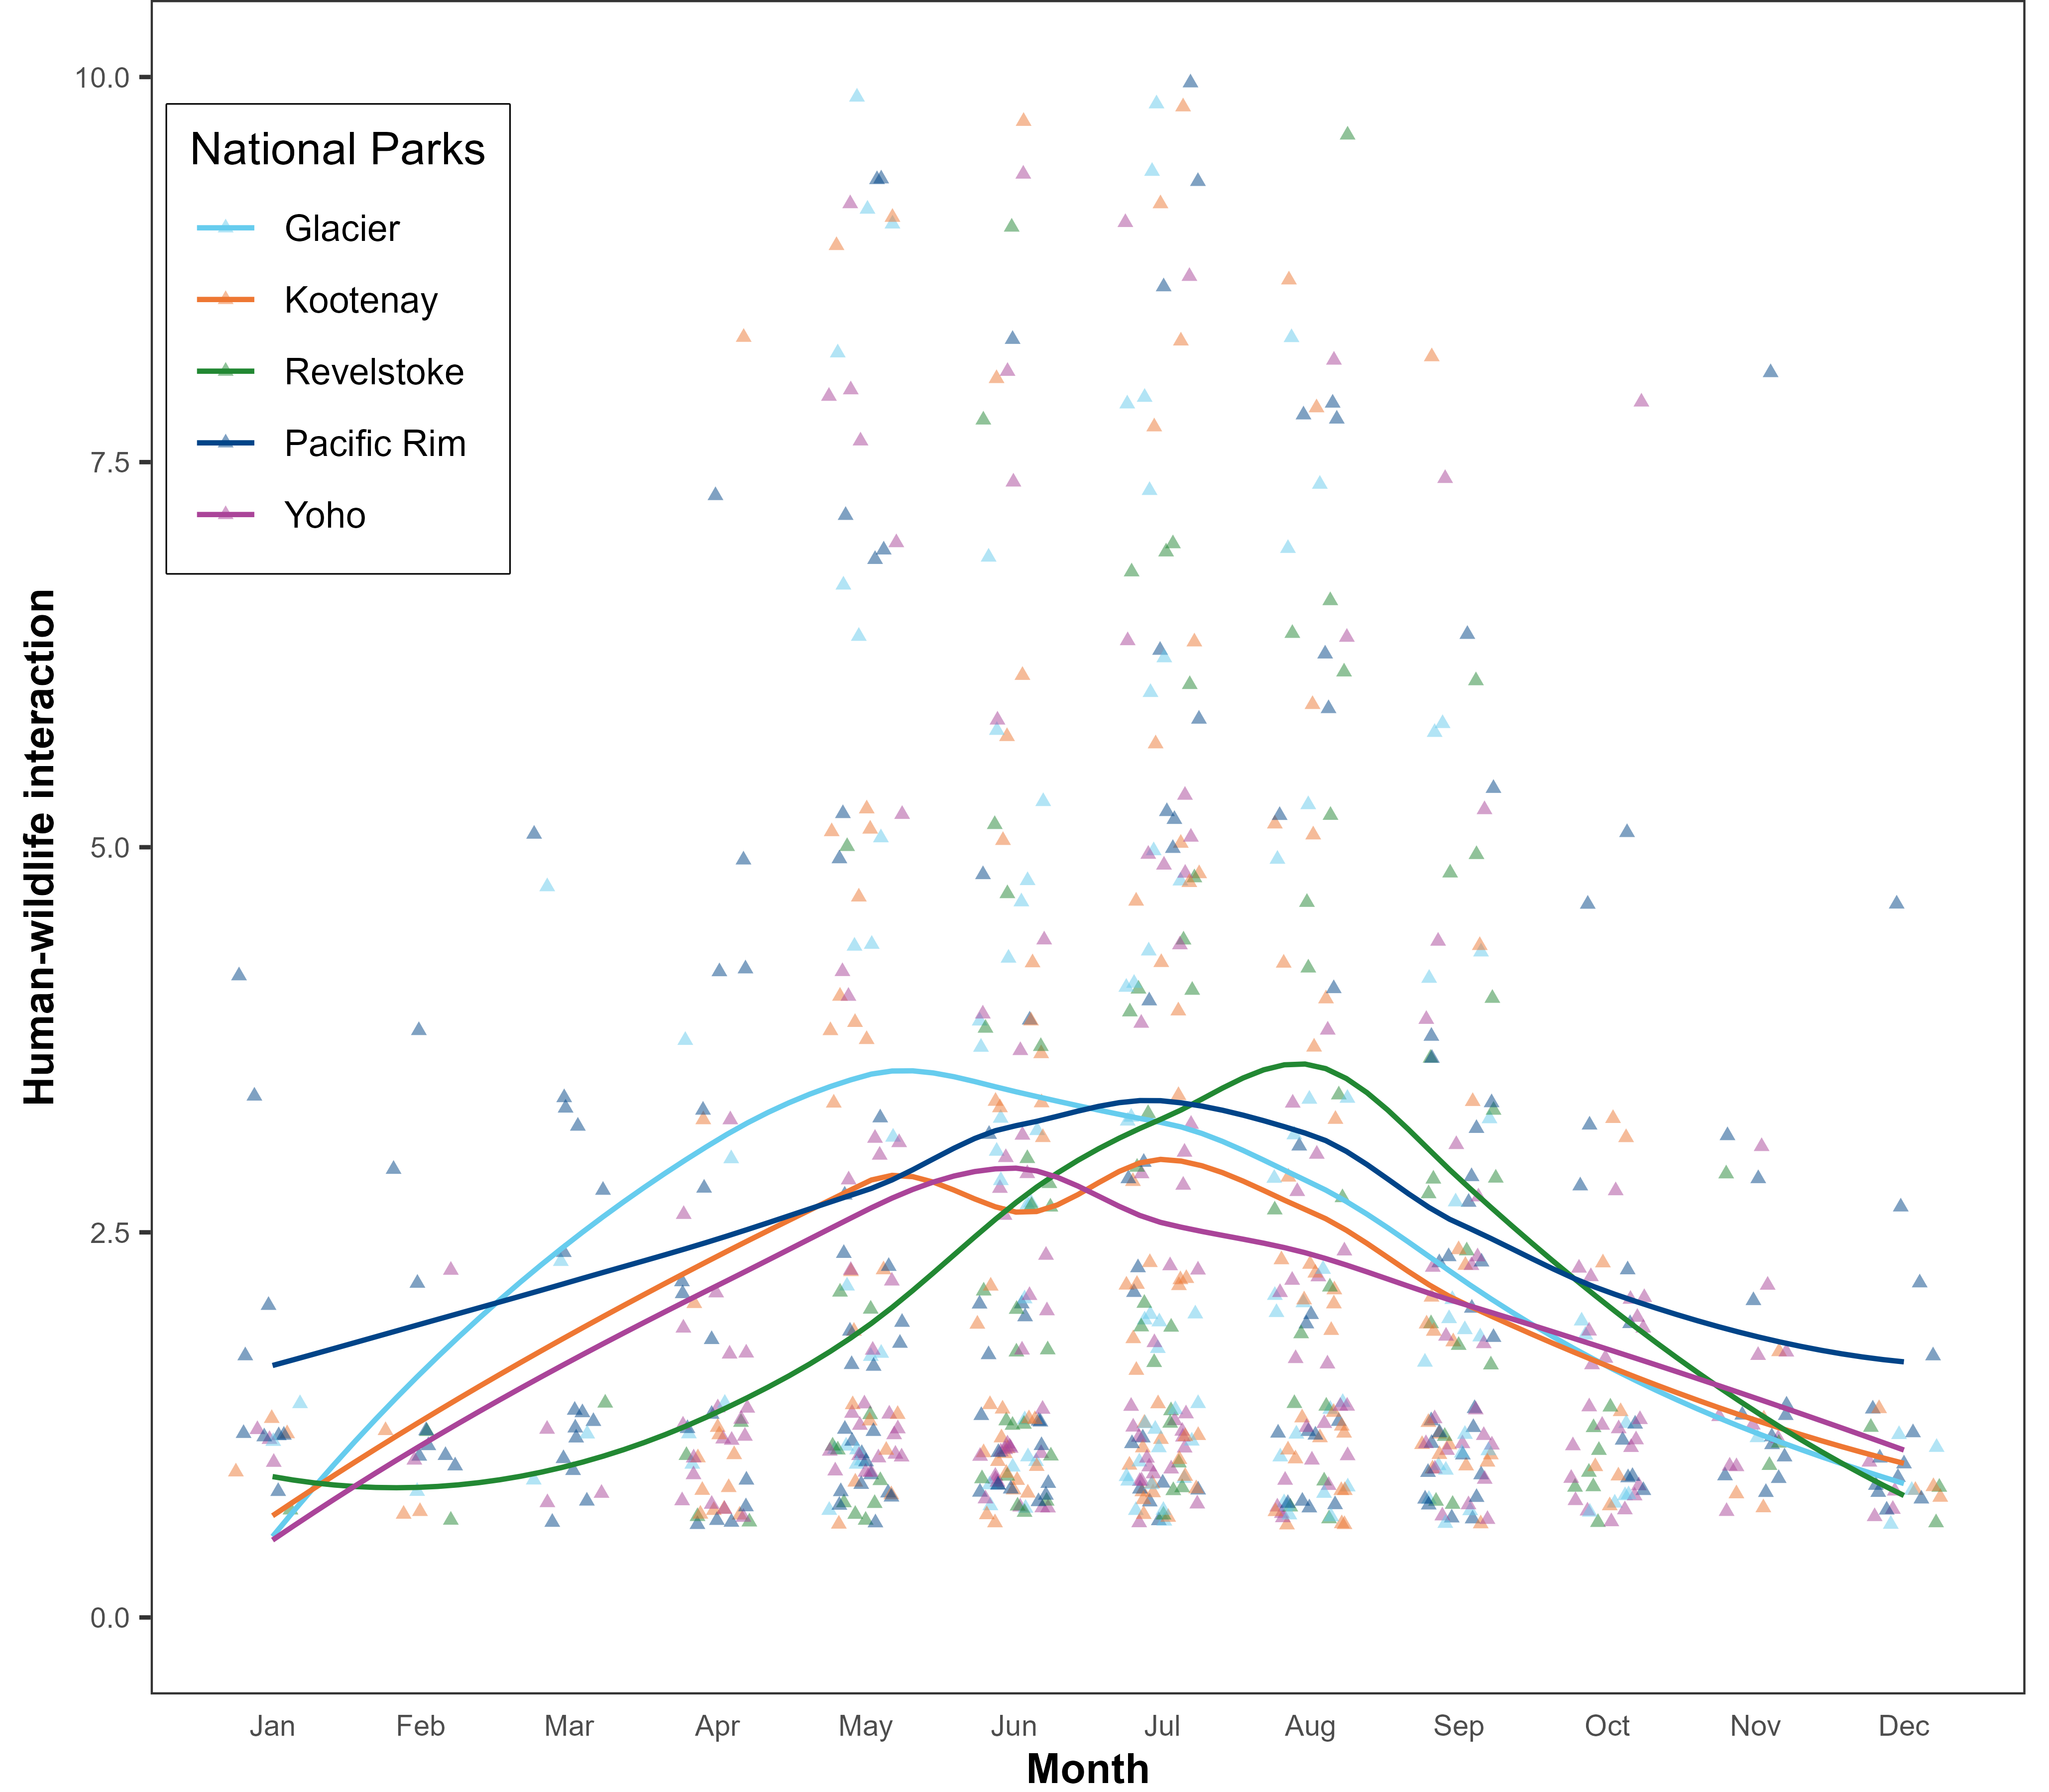 10.0
7.5
5.0
2.5
0.0
Human-wildlife interaction
National Parks
Glacier
Kootenay
Revelstoke
Pacific Rim
Yoho
Jan Feb Mar Apr May Jun Jul Aug Sep Oct Nov Dec
Month